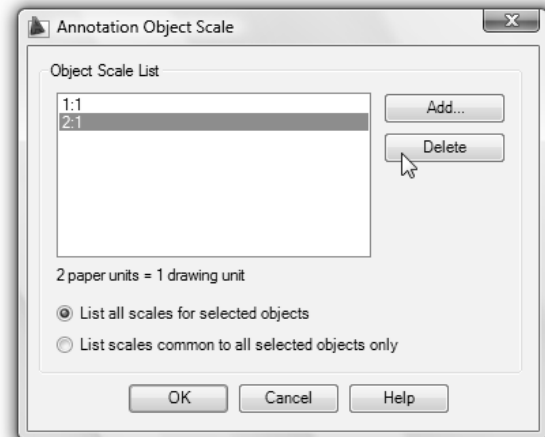 Annotation Object Scale
X
Object Scale List
1:1
2:1
Add...
Delete
2 paper units = 1 drawing unit
List all scales for selected objects
List scales common to all selected objects only
OK
Cancel
Help